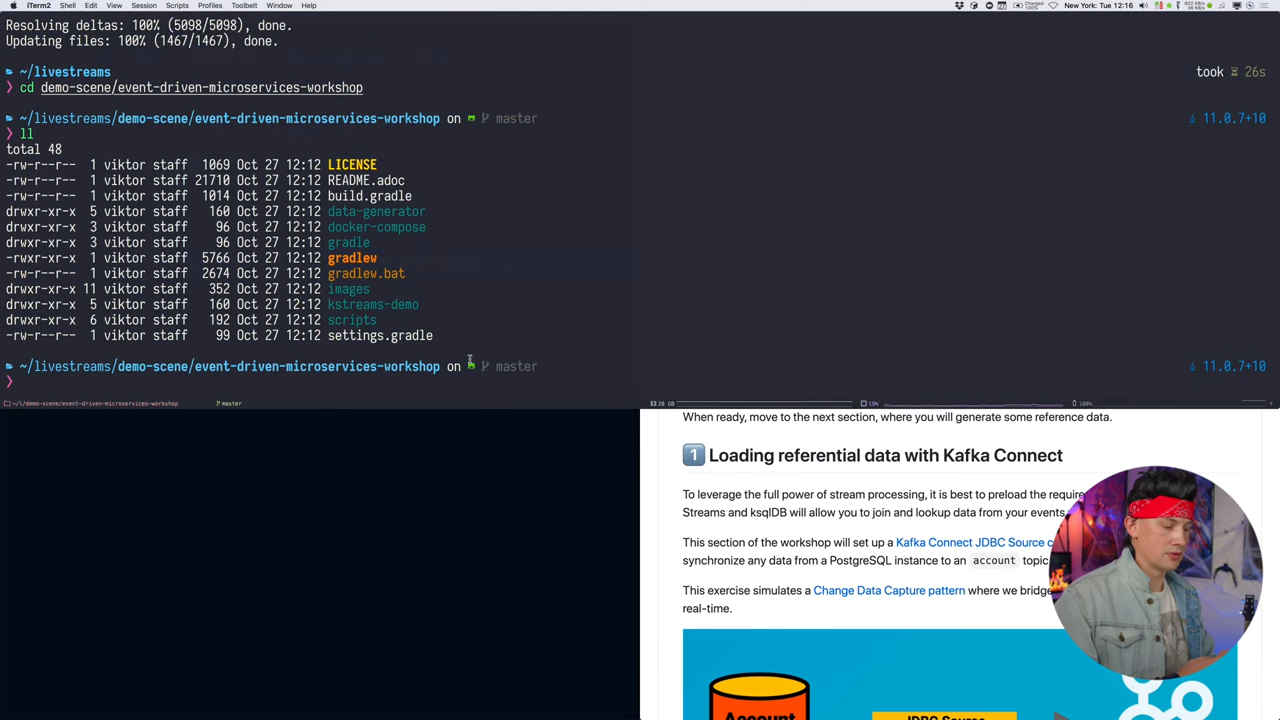 iTerm2 Shell Edit View Session Scripts Profiles Toolbelt Window Help
Charged 100% New York: Tue 12:16
Resolving deltas: 100% (5098/5098), done.
Updating files: 100% (1467/1467), done.
~/livestreams took 26s
❯ cd demo-scene/event-driven-microservices-workshop
~/livestreams/demo-scene/event-driven-microservices-workshop on master 11.0.7+10
❯ ll
total 48
-rw-r--r-- 1 viktor staff 1069 Oct 27 12:12 LICENSE
-rw-r--r-- 1 viktor staff 21710 Oct 27 12:12 README.adoc
-rw-r--r-- 1 viktor staff 1014 Oct 27 12:12 build.gradle
drwxr-xr-x 5 viktor staff 160 Oct 27 12:12 data-generator
drwxr-xr-x 3 viktor staff 96 Oct 27 12:12 docker-compose
drwxr-xr-x 3 viktor staff 96 Oct 27 12:12 gradle
-rwxr-xr-x 1 viktor staff 5766 Oct 27 12:12 gradlew
-rw-r--r-- 1 viktor staff 2674 Oct 27 12:12 gradlew.bat
drwxr-xr-x 11 viktor staff 352 Oct 27 12:12 images
drwxr-xr-x 5 viktor staff 160 Oct 27 12:12 kstreams-demo
drwxr-xr-x 6 viktor staff 192 Oct 27 12:12 scripts
-rw-r--r-- 1 viktor staff 99 Oct 27 12:12 settings.gradle
~/livestreams/demo-scene/event-driven-microservices-workshop on master 11.0.7+10
❯
~/l/demo-scene/event-driven-microservices-workshop master 28 GB 19% 100%
When ready, move to the next section, where you will generate some reference data.
1 Loading referential data with Kafka Connect
To leverage the full power of stream processing, it is best to preload the require
Streams and ksqlDB will allow you to join and lookup data from your events
This section of the workshop will set up a Kafka Connect JDBC Source c
synchronize any data from a PostgreSQL instance to an account topic
This exercise simulates a Change Data Capture pattern where we bridge
real-time.
Account
JDBC Source